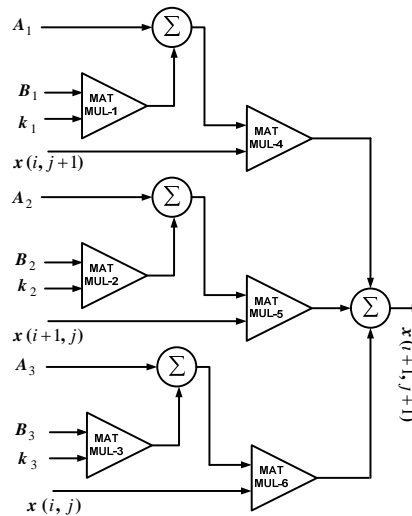 A1
Σ
B1
k1
MAT
MUL-1
MAT
MUL-4
x(i, j+1)
A2
Σ
B2
k2
MAT
MUL-2
MAT
MUL-5
x(i+1, j)
Σ
x(i+1, j+1)
A3
Σ
B3
k3
MAT
MUL-3
MAT
MUL-6
x(i, j)